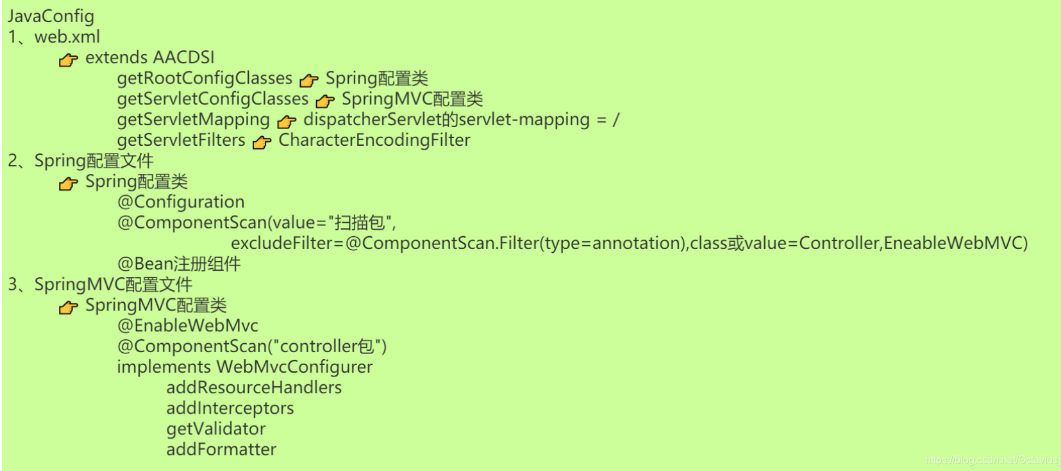 JavaConfig
1、web.xml
👉 extends AACDSI
getRootConfigClasses 👉 Spring配置类
getServletConfigClasses 👉 SpringMVC配置类
getServletMapping 👉 dispatcherServlet的servlet-mapping = /
getServletFilters 👉 CharacterEncodingFilter
2、Spring配置文件
👉 Spring配置类
@Configuration
@ComponentScan(value="扫描包",
excludeFilter=@ComponentScan.Filter(type=annotation),class或value=Controller,EneableWebMVC)
@Bean注册组件
3、SpringMVC配置文件
👉 SpringMVC配置类
@EnableWebMvc
@ComponentScan("controller包")
implements WebMvcConfigurer
addResourceHandlers
addInterceptors
getValidator
addFormatter